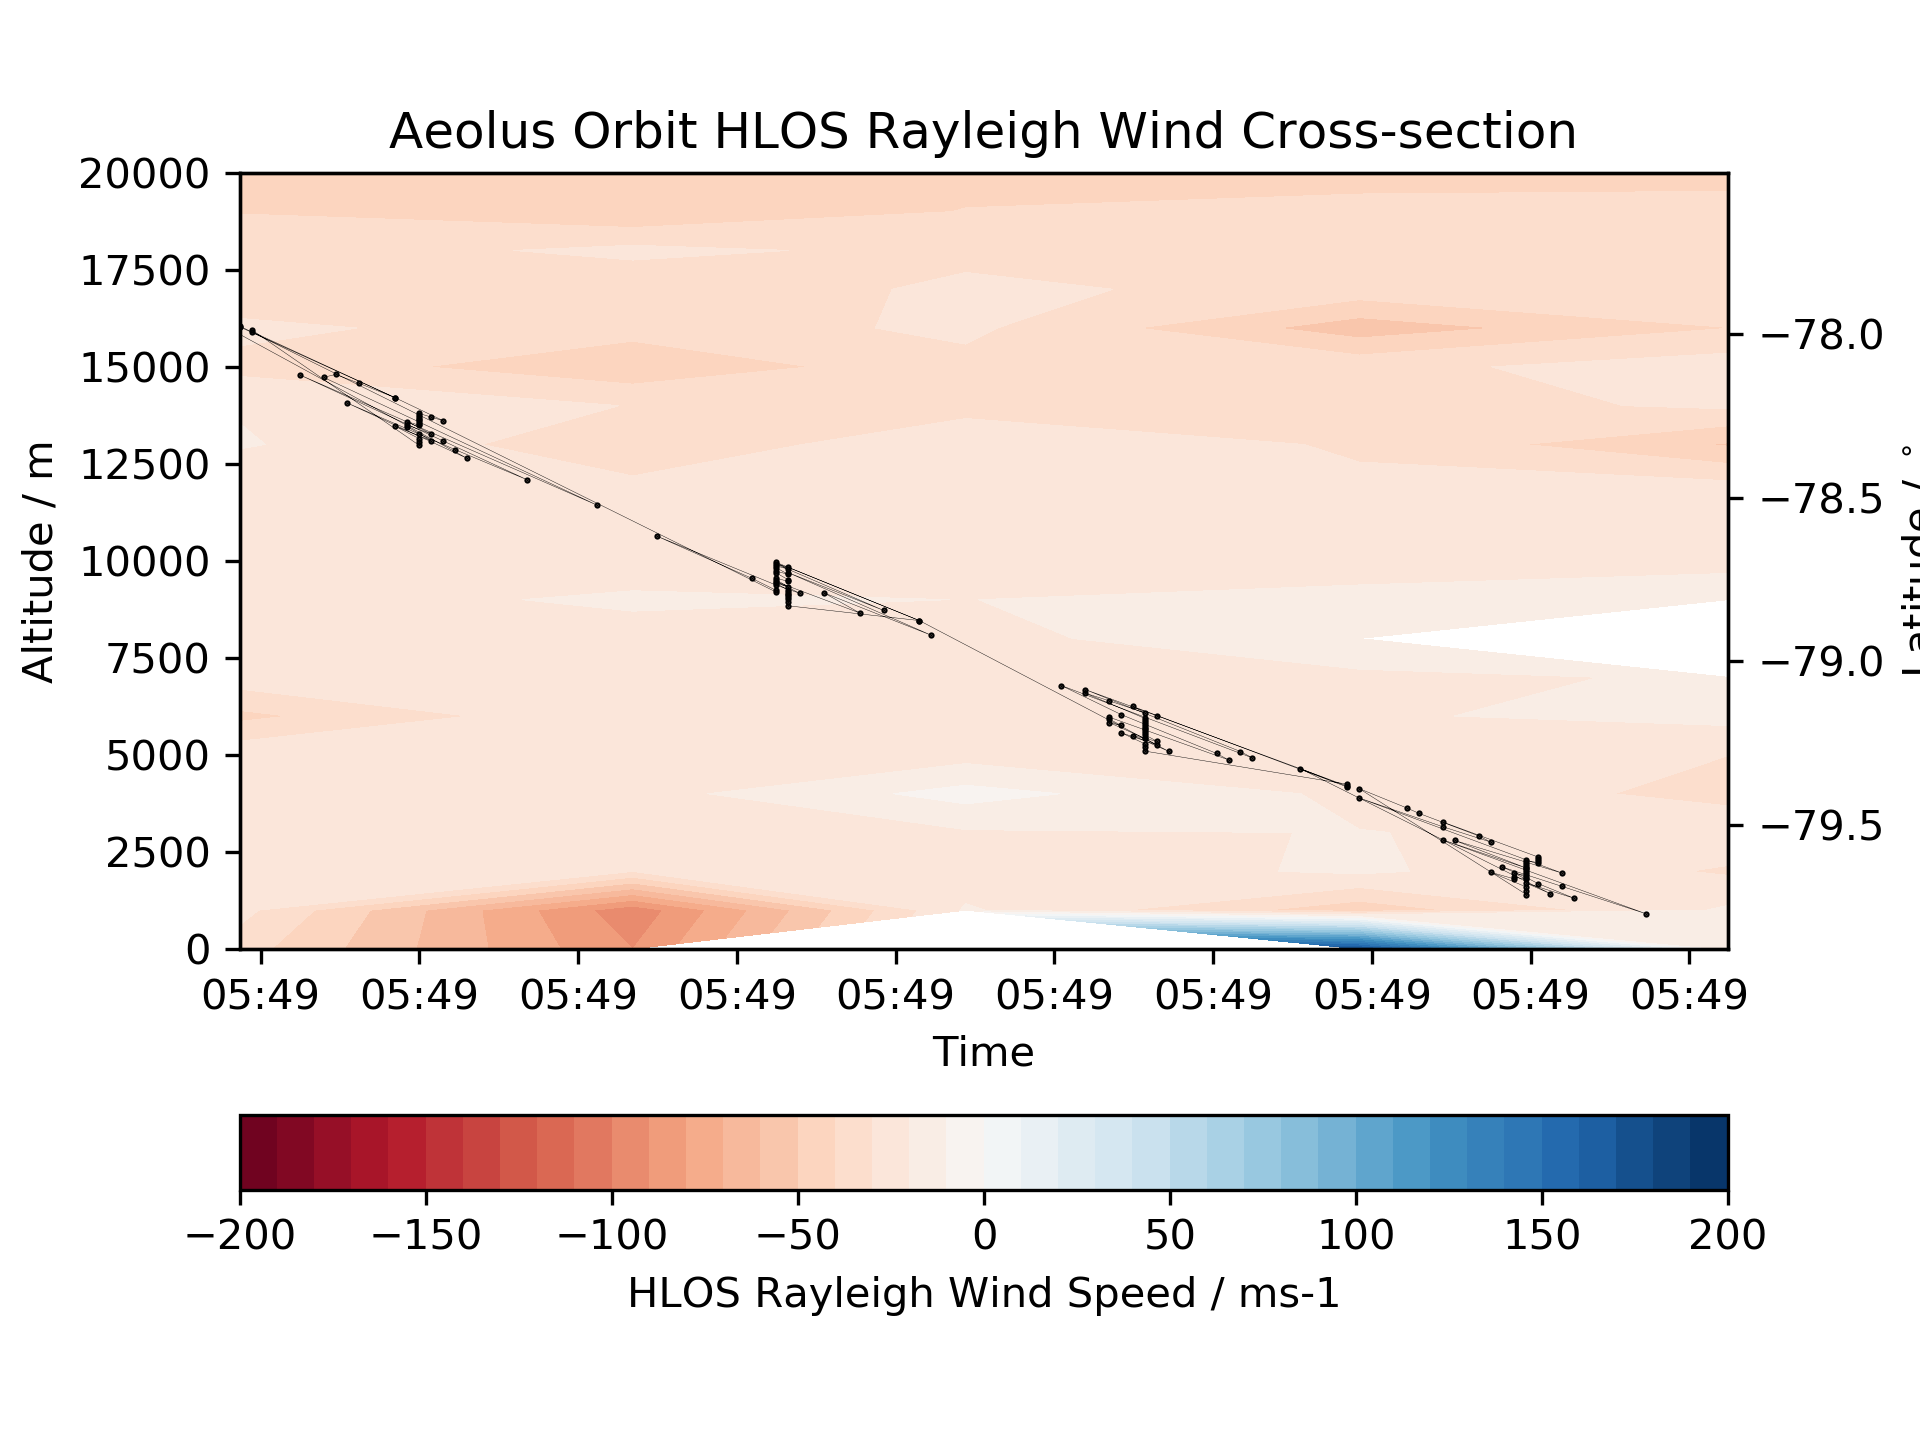 Aeolus Orbit HLOS Rayleigh Wind Cross-section
20000
17500
15000
12500
10000
7500
5000
2500
0
Altitude / m
−78.0
−78.5
−79.0
−79.5
Latitude / °
05:49 05:49 05:49 05:49 05:49 05:49 05:49 05:49 05:49 05:49
Time
−200 −150 −100 −50 0 50 100 150 200
HLOS Rayleigh Wind Speed / ms-1